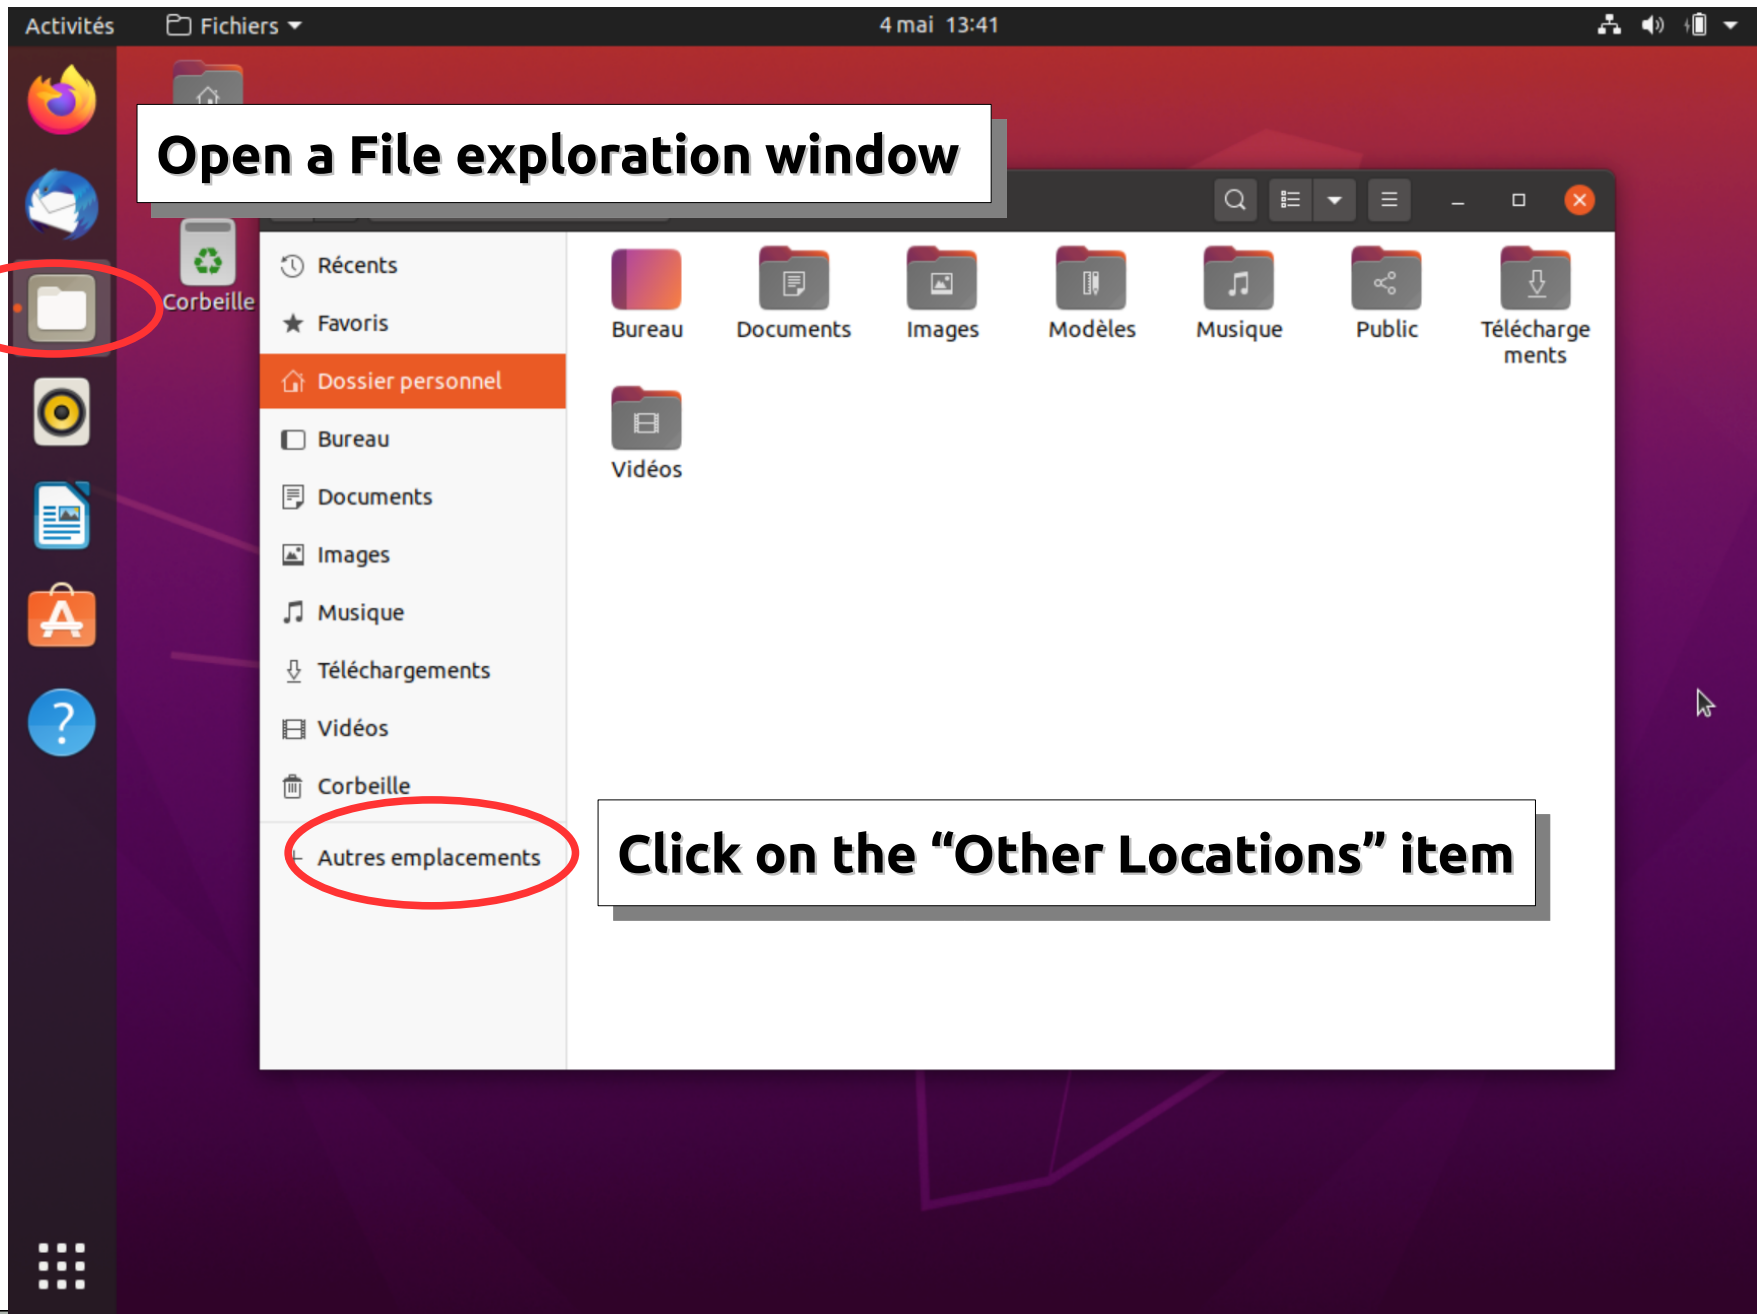 Activités
Fichiers
4 mai 13:41
Open a File exploration window
Corbeille
Récents
Favoris
Dossier personnel
Bureau
Documents
Images
Musique
Téléchargements
Vidéos
Corbeille
Autres emplacements
Bureau
Documents
Images
Modèles
Musique
Public
Télécharge
ments
Vidéos
Click on the “Other Locations” item